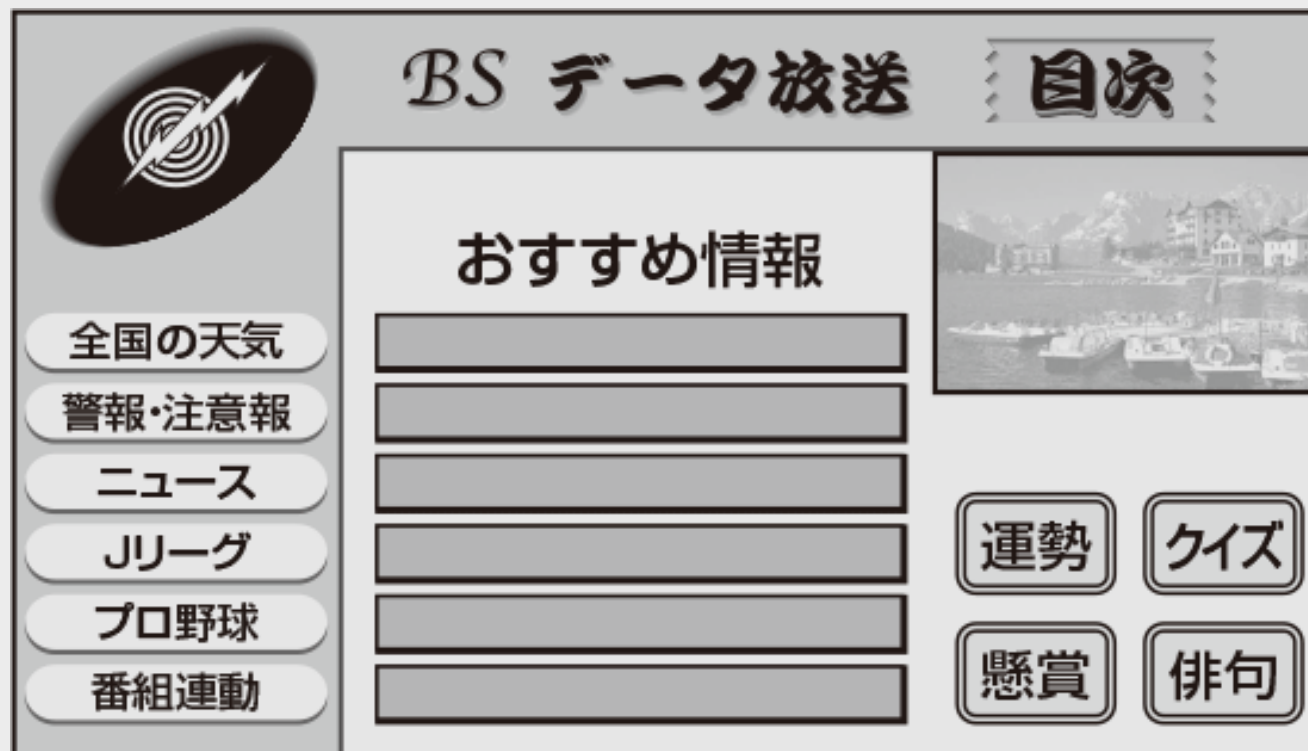 BS データ放送 目次
おすすめ情報
全国の天気
警報・注意報
ニュース
Jリーグ
プロ野球
番組連動
運勢
クイズ
懸賞
俳句